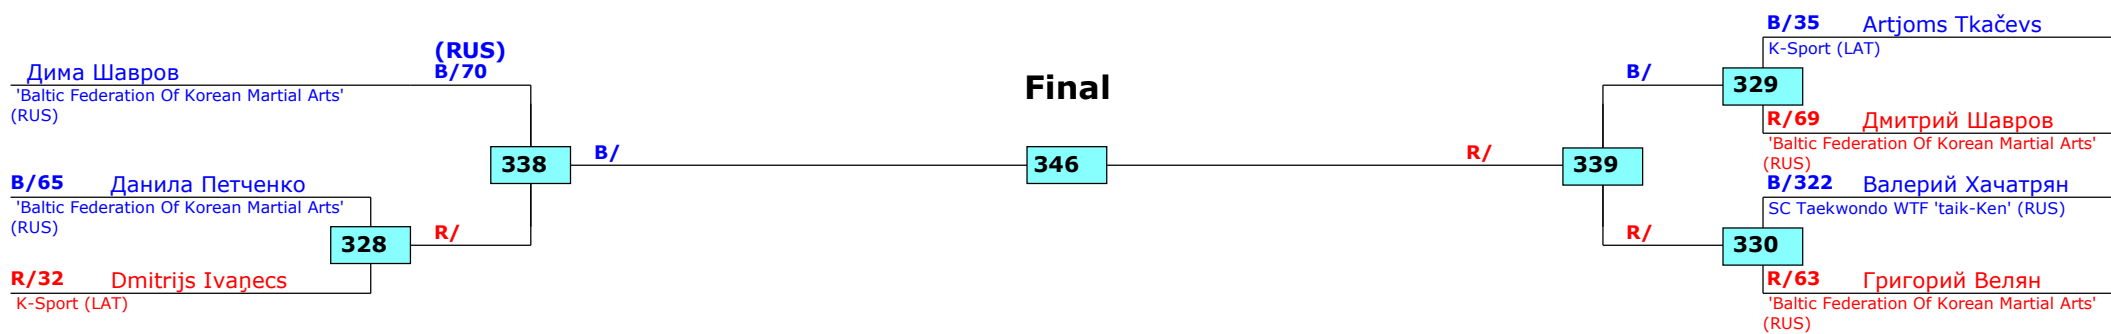 (RUS)
Дима Шавров
B/70
'Baltic Federation Of Korean Martial Arts'
(RUS)
338
B/
B/65 Данила Петченко
'Baltic Federation Of Korean Martial Arts'
(RUS)
328
R/
R/32 Dmitrijs Ivaņecs
K-Sport (LAT)
Final
346
R/
339
B/
R/
B/35 Artjoms Tkačevs
K-Sport (LAT)
329
R/69 Дмитрий Шавров
'Baltic Federation Of Korean Martial Arts'
(RUS)
B/322 Валерий Хачатрян
SC Taekwondo WTF 'taik-Ken' (RUS)
330
R/63 Григорий Велян
'Baltic Federation Of Korean Martial Arts'
(RUS)